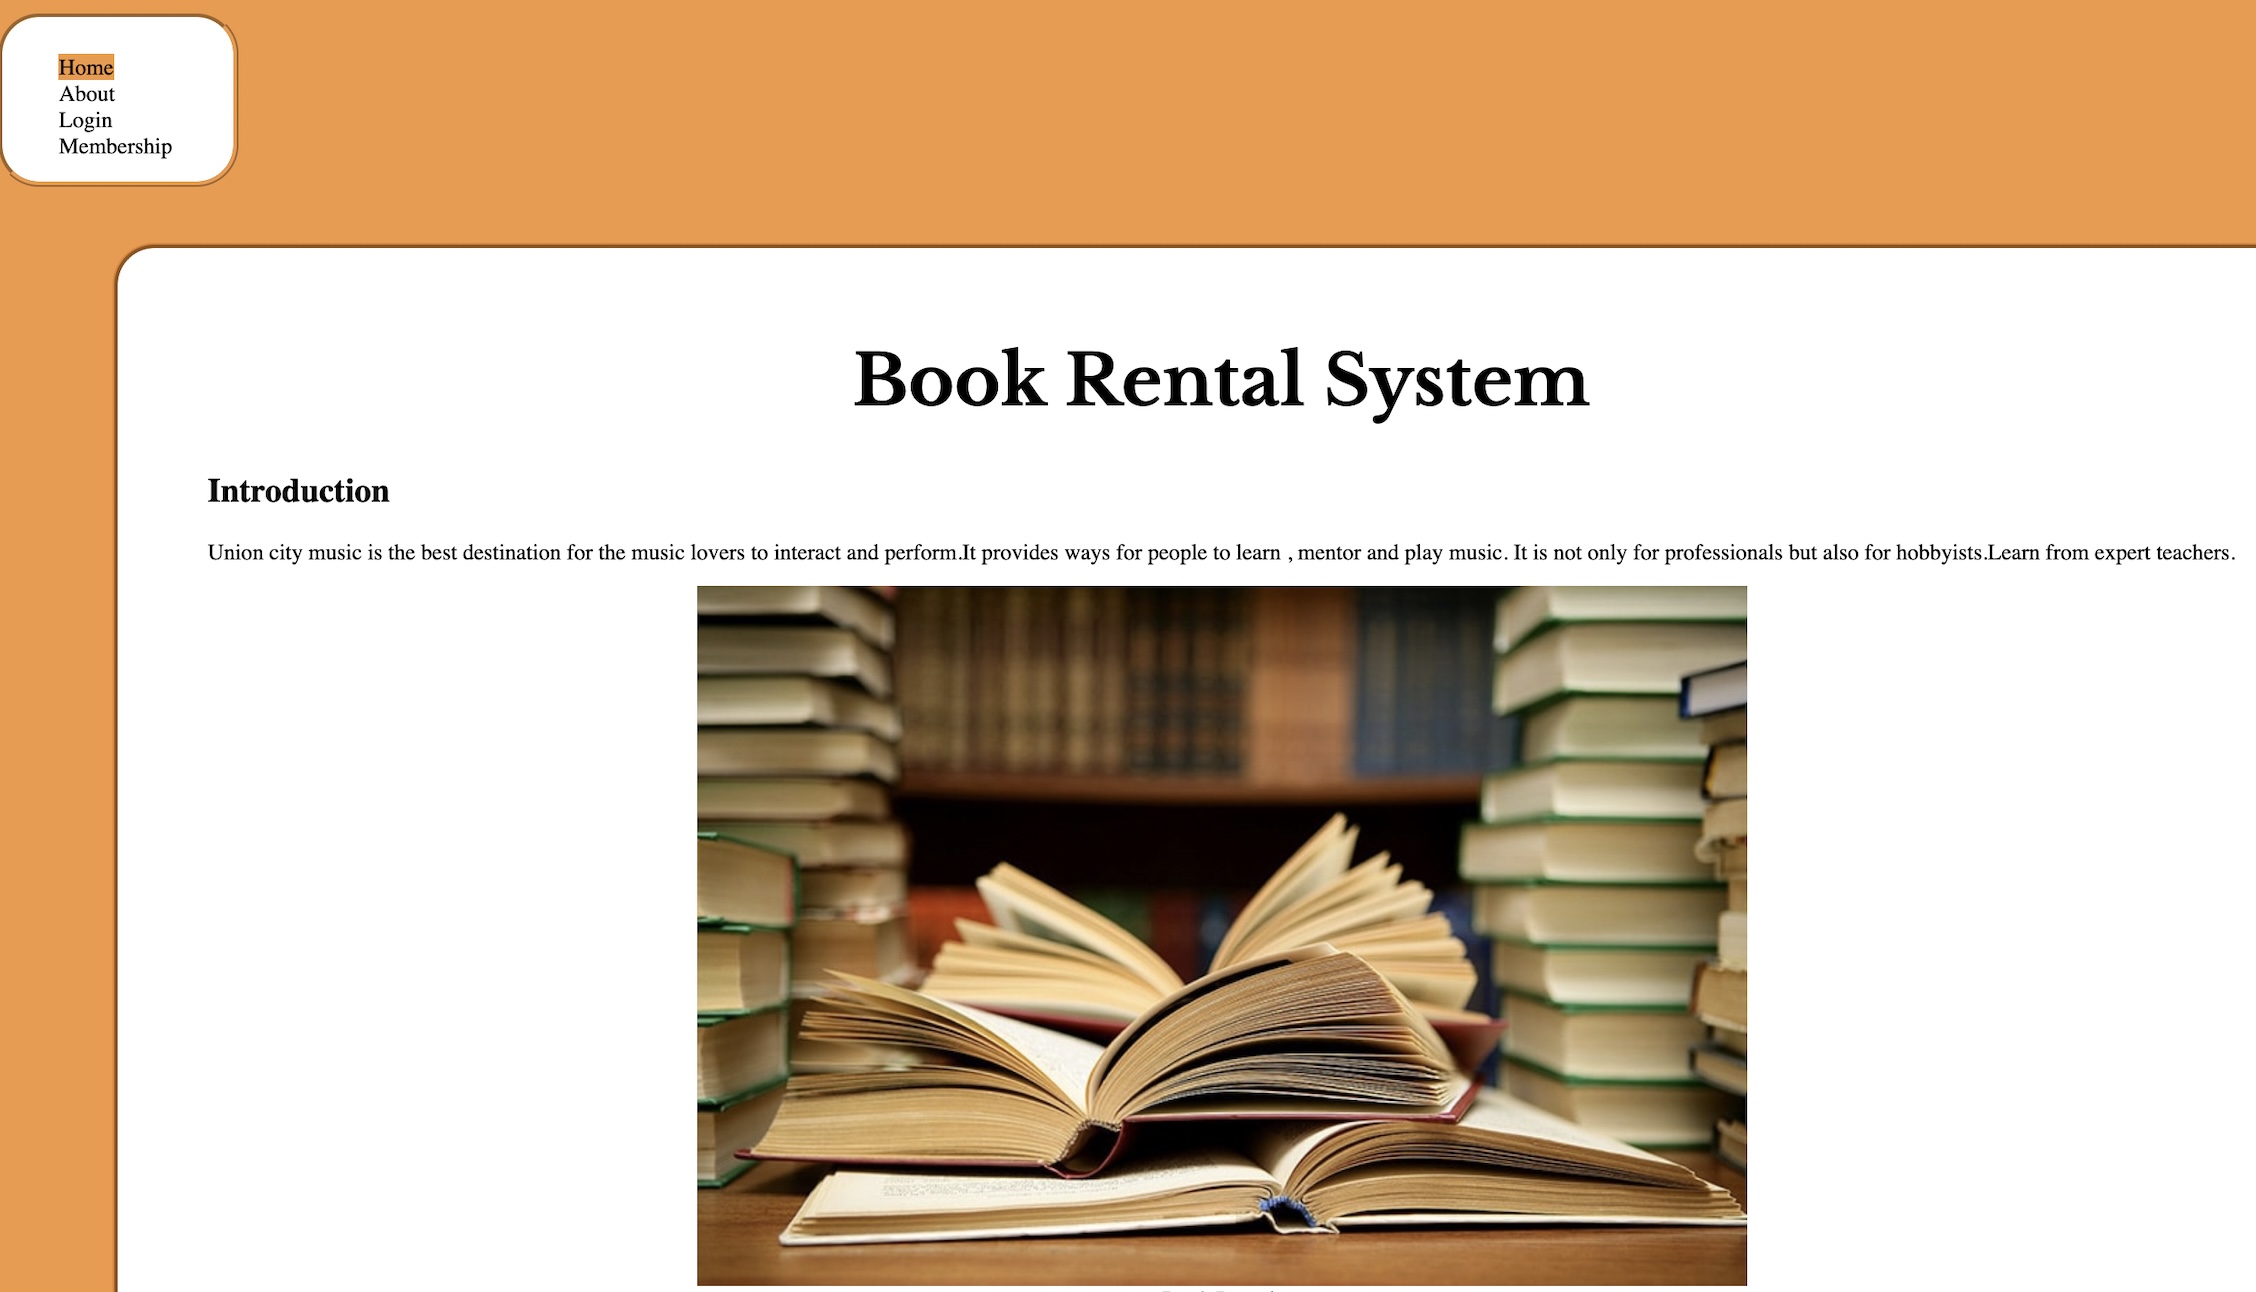 Home
About
Login
Membership
Book Rental System
Introduction
Union city music is the best destination for the music lovers to interact and perform.It provides ways for people to learn , mentor and play music. It is not only for professionals but also for hobbyists.Learn from expert teachers.